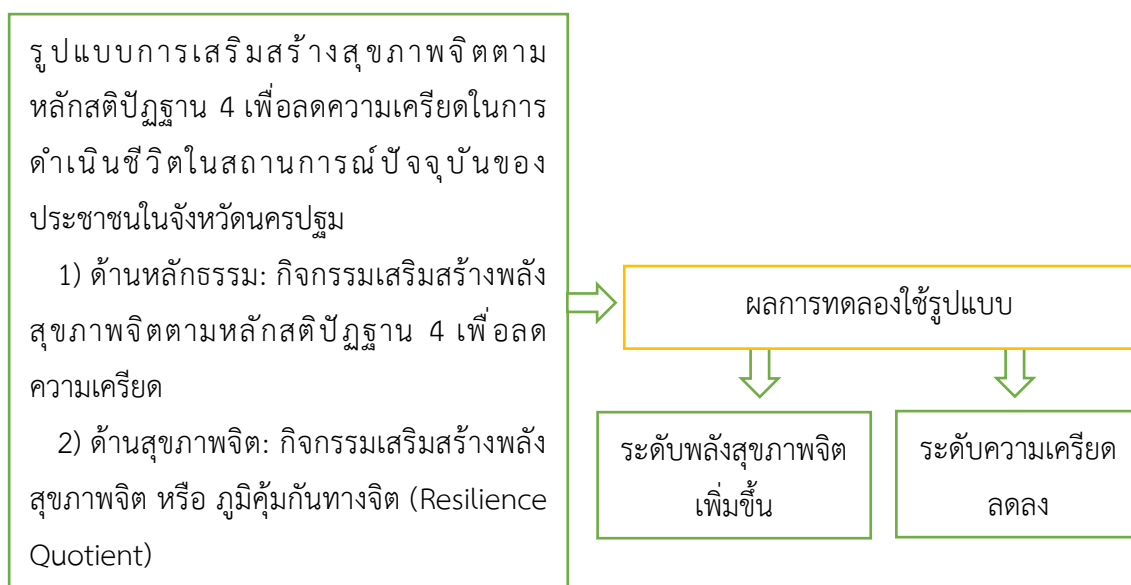 รูปแบบการเสริมสร้างสุขภาพจิตตาม
หลักสติปัฏฐาน 4 เพื่อลดความเครียดในการ
ดำเนินชีวิตในสถานการณ์ปัจจุบันของ
ประชาชนในจังหวัดนครปฐม
1) ด้านหลักธรรม: กิจกรรมเสริมสร้างพลัง
สุขภาพจิตตามหลักสติปัฏฐาน 4 เพื่อลด
ความเครียด
2) ด้านสุขภาพจิต: กิจกรรมเสริมสร้างพลัง
สุขภาพจิต หรือ ภูมิคุ้มกันทางจิต (Resilience
Quotient)
ผลการทดลองใช้รูปแบบ
ระดับพลังสุขภาพจิต
เพิ่มขึ้น
ระดับความเครียด
ลดลง